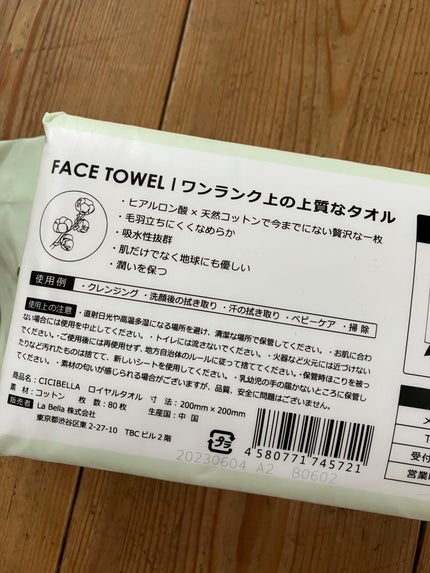 FACE TOWEL | ワンランク上の上質なタオル
・ヒアルロン酸 × 天然コットンで今までにない贅沢な一枚
・毛羽立ちにくくなめらか
・吸水性抜群
・肌だけでなく地球にも優しい
・潤いを保つ
使用例 ・クレンジング ・洗顔後の拭き取り ・汗の拭き取り ・ベビーケア ・掃除
使用上の注意 ・直射日光や高温多湿になる場所を避け、清潔な場所で保管してください。・お肌に合わ
ない場合には使用を中止してください。・トイレには流さないでください。・火器など火元には近づけない
でください。・ご使用後には再使用せず、地方自治体のルールに従って捨ててください。・保管時ほこりを被っ
たりなど汚れたものは捨てて、新しいシートを使用してください。・乳幼児の手の届かないところに保管し
てください。・素材の匂いが感じられる場合がございますが、品質、安全に問題はございません。
商品名：CICIBELLA ロイヤルタオル 寸 法：200mm × 200mm
素 材：コットン 枚 数：80枚 生産国：中 国
販売者 La Bella 株式会社
東京都渋谷区東 2-27-10 TBC ビル 2 階
プラ
4 580771 745721
20230604 A2 B0602
メ
T
受付
営業